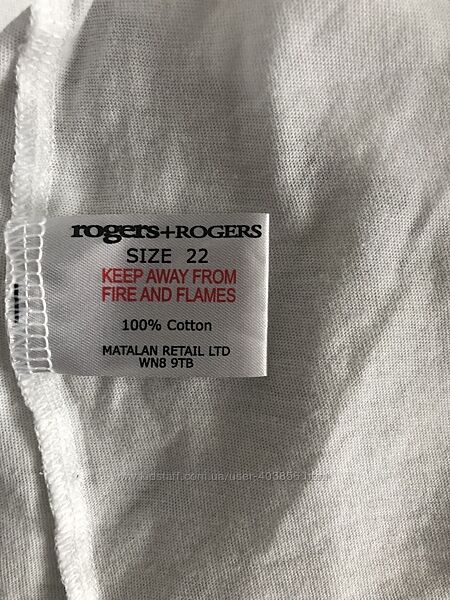 rogers+ROGERS
SIZE 22
KEEP AWAY FROM
FIRE AND FLAMES
100% Cotton
MATALAN RETAIL LTD
WN8 9TB